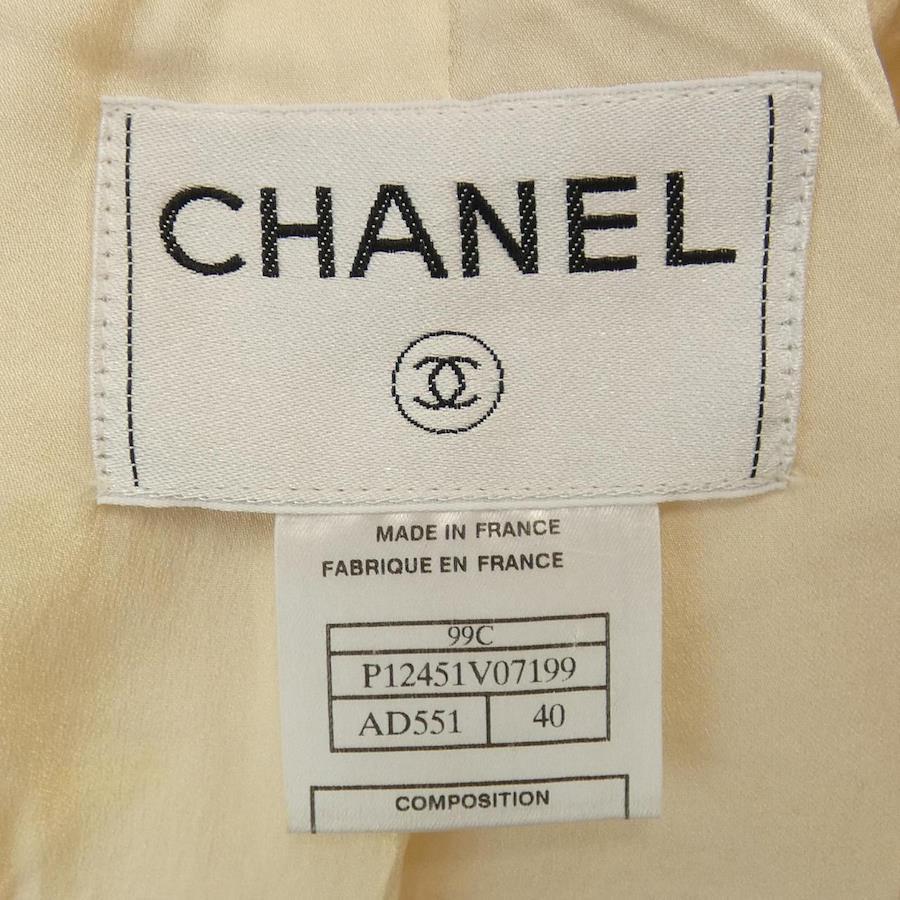 CHANEL
MADE IN FRANCE
FABRIQUE EN FRANCE
99C
P12451V07199
AD551 40
COMPOSITION